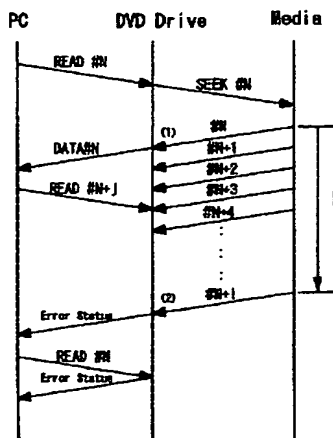 PC DVD Drive Media
READ #N
SEEK #N
(1) #N
DATA#N #N+1
#N+2
READ #N+j #N+3
#N+4
(2) #N+i
Error Status
READ #N
Error Status